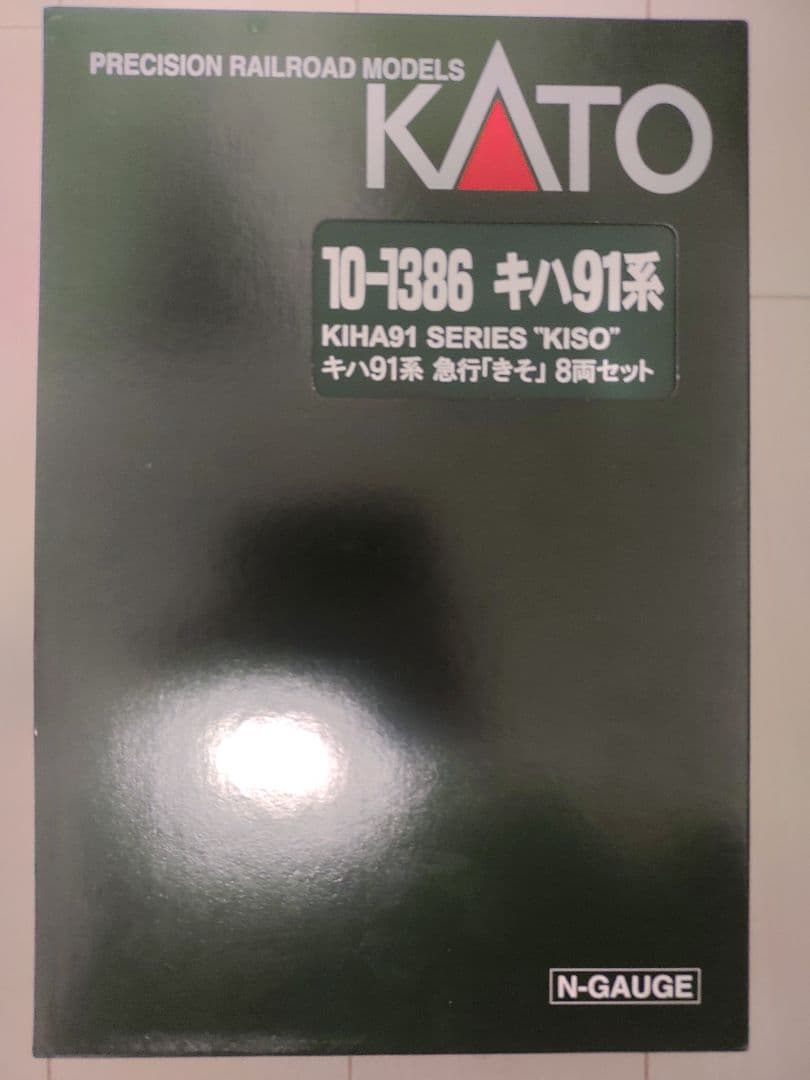 PRECISION RAILROAD MODELS
KATO
10-1386 キハ91系
KIHA91 SERIES "KISO"
キハ91系 急行「きそ」 8両セット
N-GAUGE